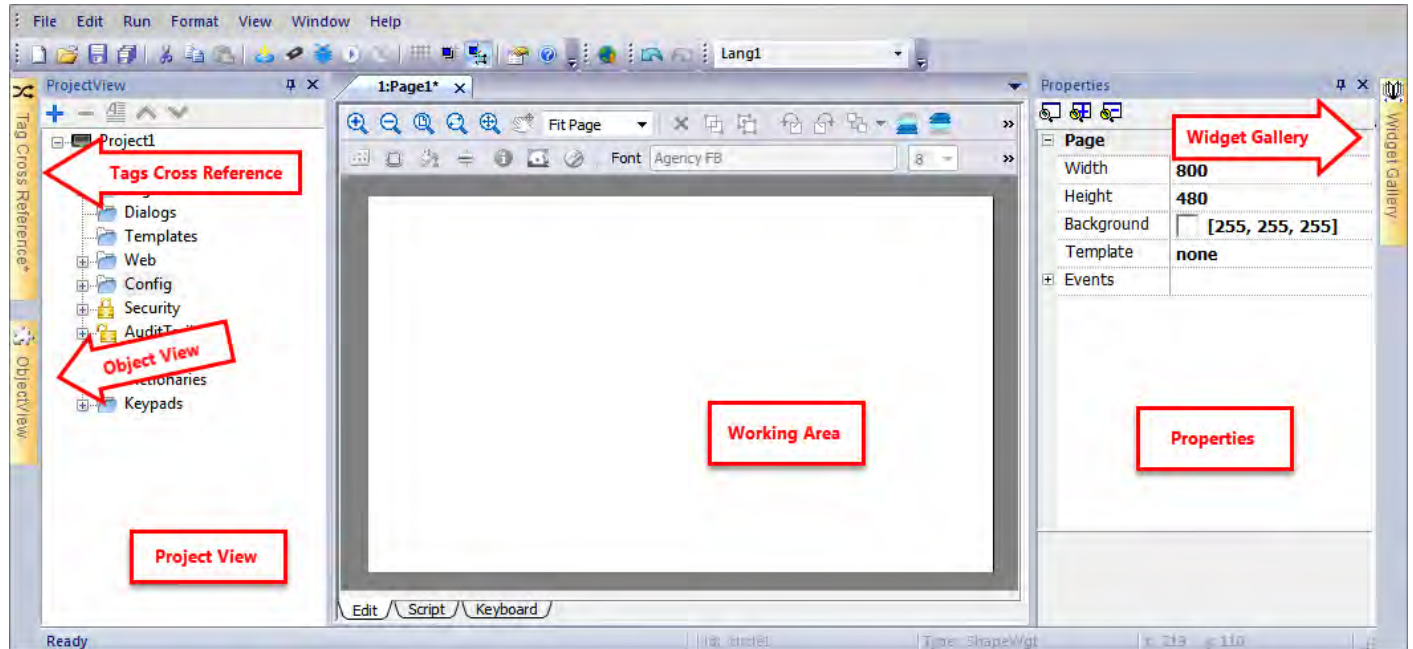 File Edit Run Format View Window Help
Lang1
ProjectView
1:Page1*
Properties
Tag Cross Reference*
ObjectView
Widget Gallery
Project1
Tags Cross Reference
Dialogs
Templates
Web
Config
Security
Object View
Keypads
Project View
Fit Page
Font Agency FB 8
Working Area
Edit Script Keyboard
Page
Widget Gallery
Width 800
Height 480
Background [255, 255, 255]
Template none
Events
Properties
Ready
Type: ShapeWgt